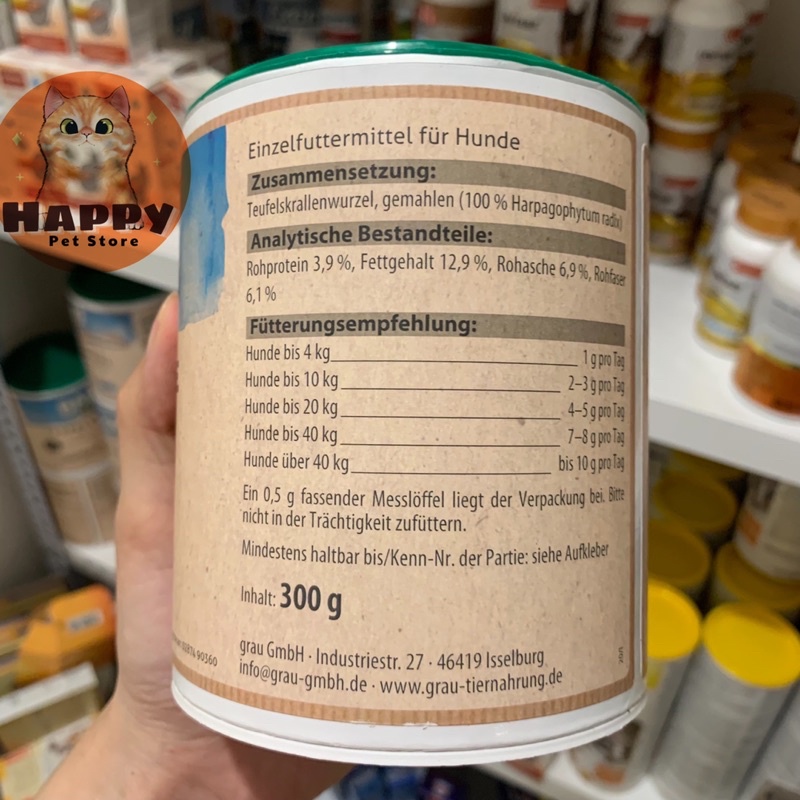 HAPPY
Pet Store
Einzelfuttermittel für Hunde
Zusammensetzung:
Teufelskrallenwurzel, gemahlen (100 % Harpagophytum radix)
Analytische Bestandteile:
Rohprotein 3,9 %, Fettgehalt 12,9 %, Rohasche 6,9 %, Rohfaser
6,1 %
Fütterungsempfehlung:
Hunde bis 4 kg 1 g pro Tag
Hunde bis 10 kg 2–3 g pro Tag
Hunde bis 20 kg 4–5 g pro Tag
Hunde bis 40 kg 7–8 g pro Tag
Hunde über 40 kg bis 10 g pro Tag
Ein 0,5 g fassender Messlöffel liegt der Verpackung bei. Bitte
nicht in der Trächtigkeit zufüttern.
Mindestens haltbar bis/Kenn-Nr. der Partie: siehe Aufkleber
Inhalt: 300 g
grau GmbH · Industriestr. 27 · 46419 Isselburg
info@grau-gmbh.de · www.grau-tiernahrung.de